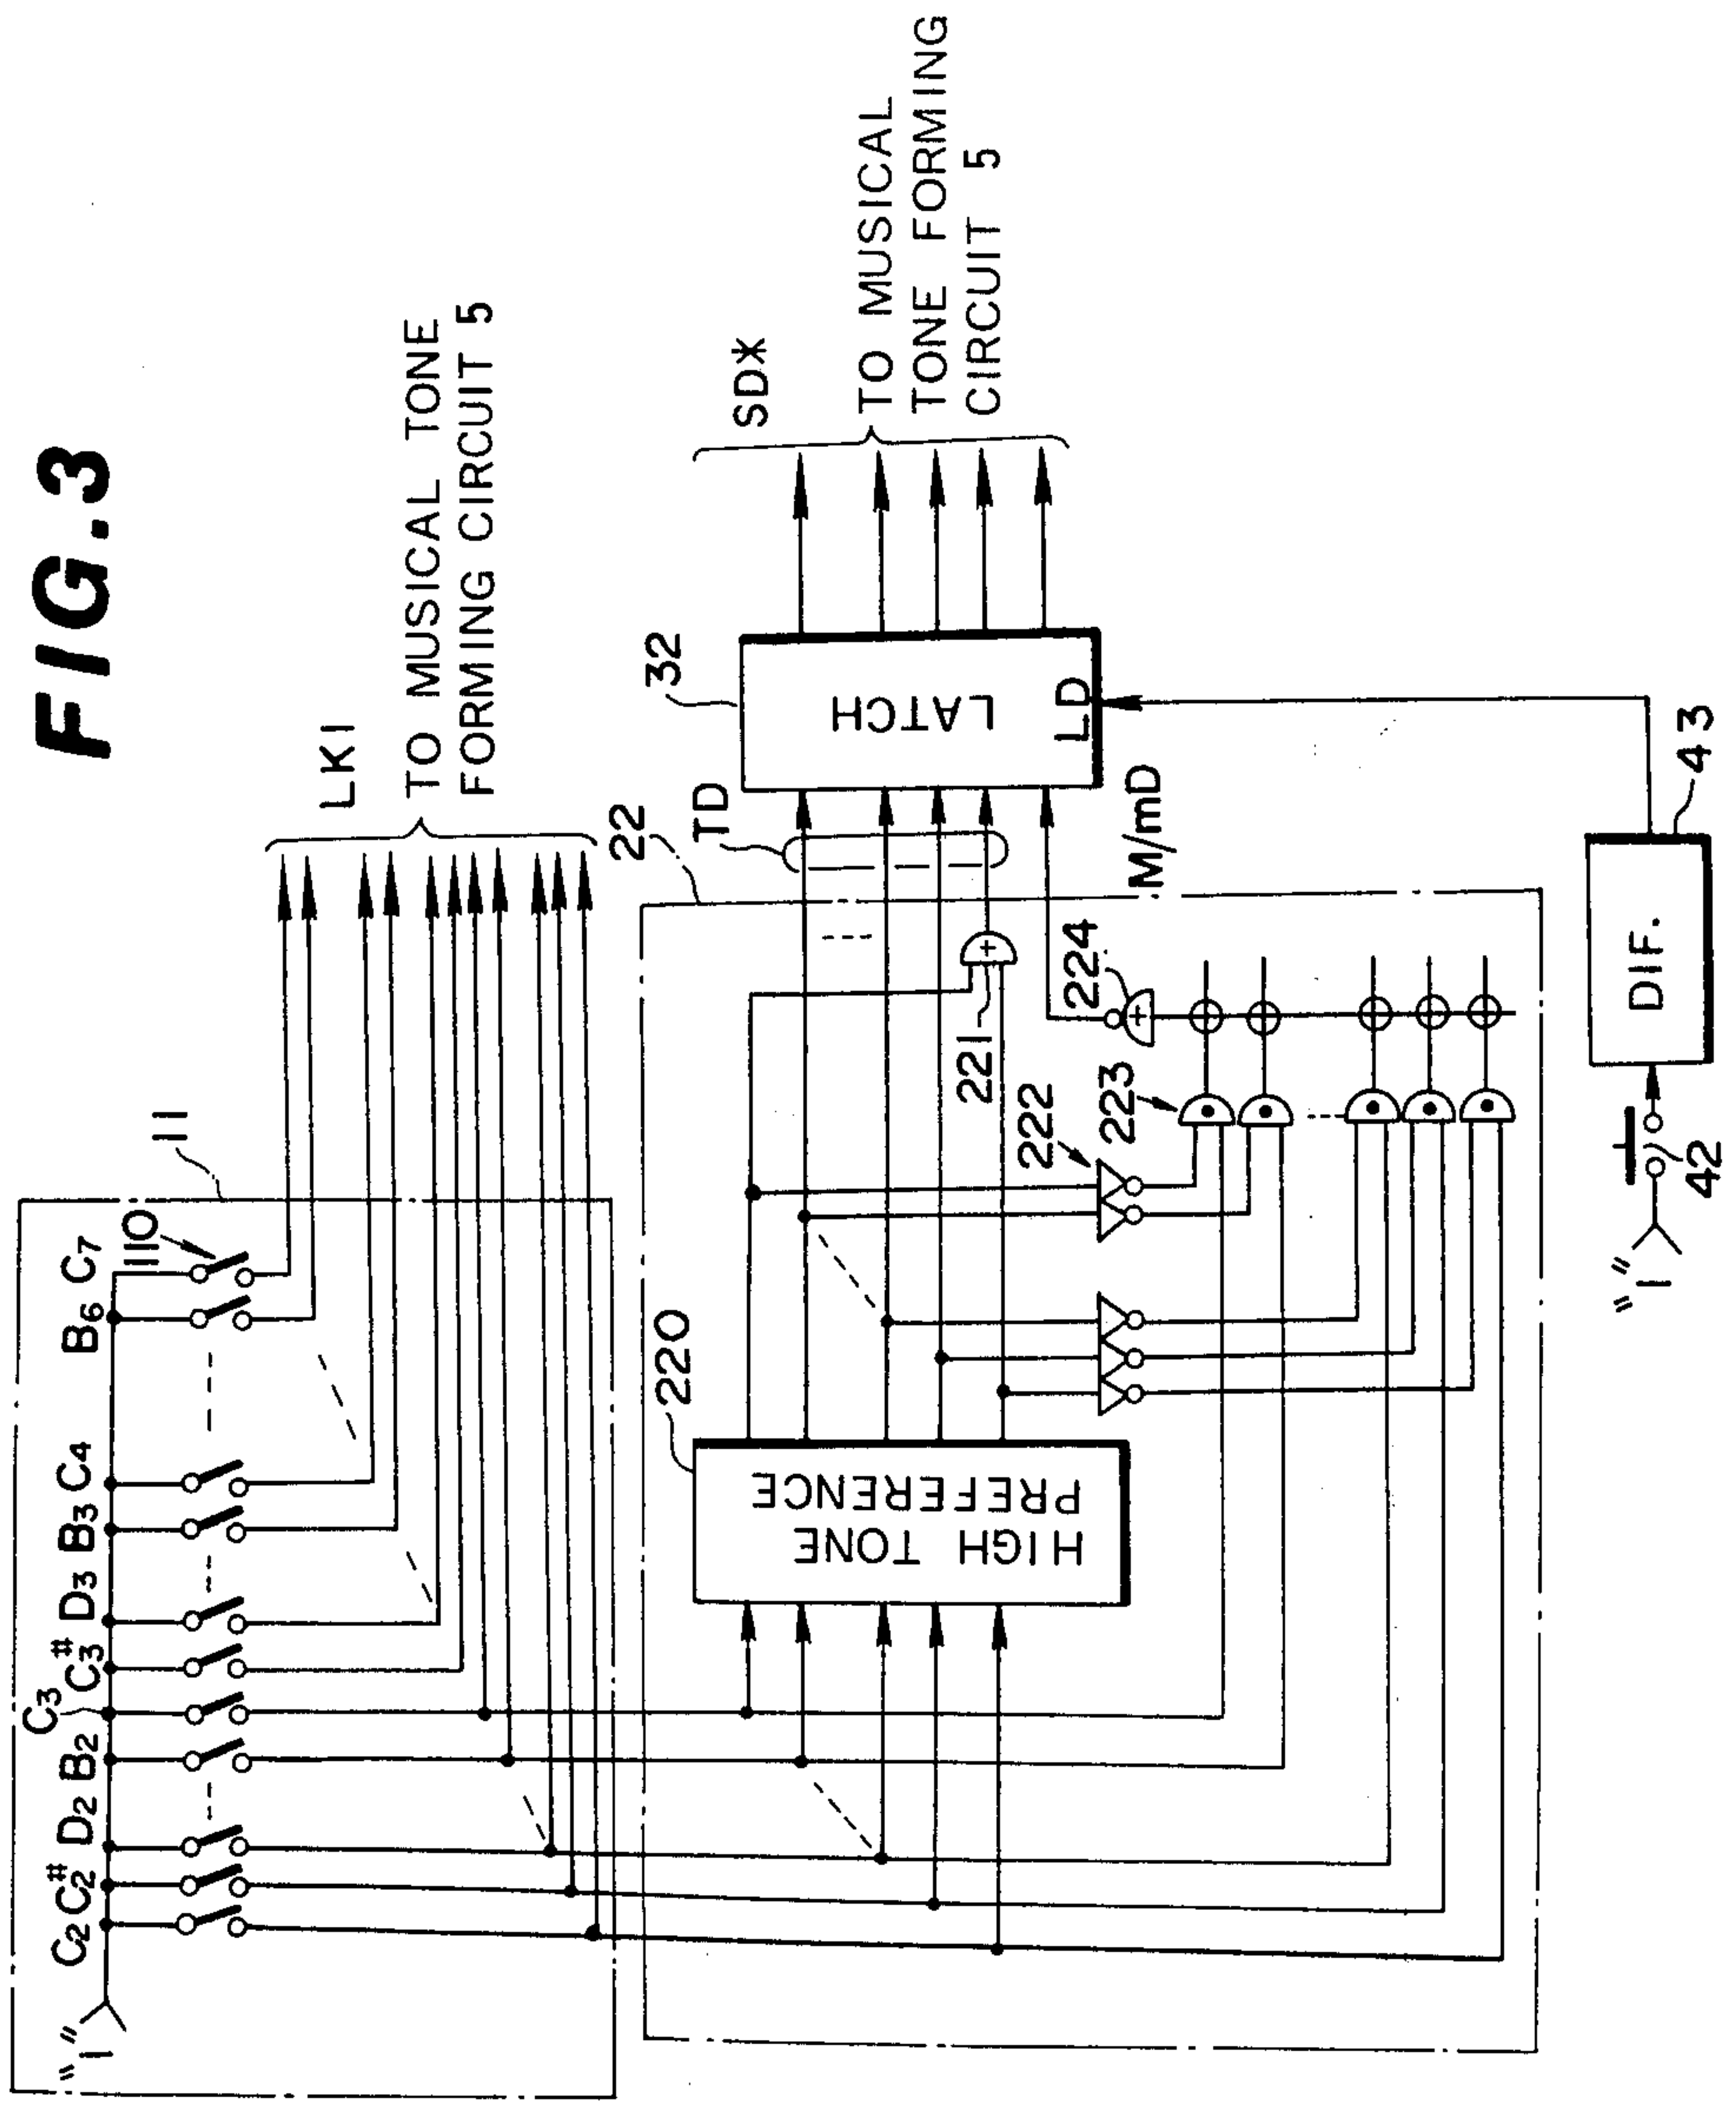 FIG.3
"1"
C2
C2#
D2
B2
C3
C3#
D3
B3
C4
B6
C7
110
11
LKI
TO MUSICAL TONE
FORMING CIRCUIT 5
22
220
HIGH TONE
PREFERENCE
222
223
221
224
TD
M/mD
32
LATCH
LD
SDX
TO MUSICAL
TONE FORMING
CIRCUIT 5
"1"
42
DIF.
43